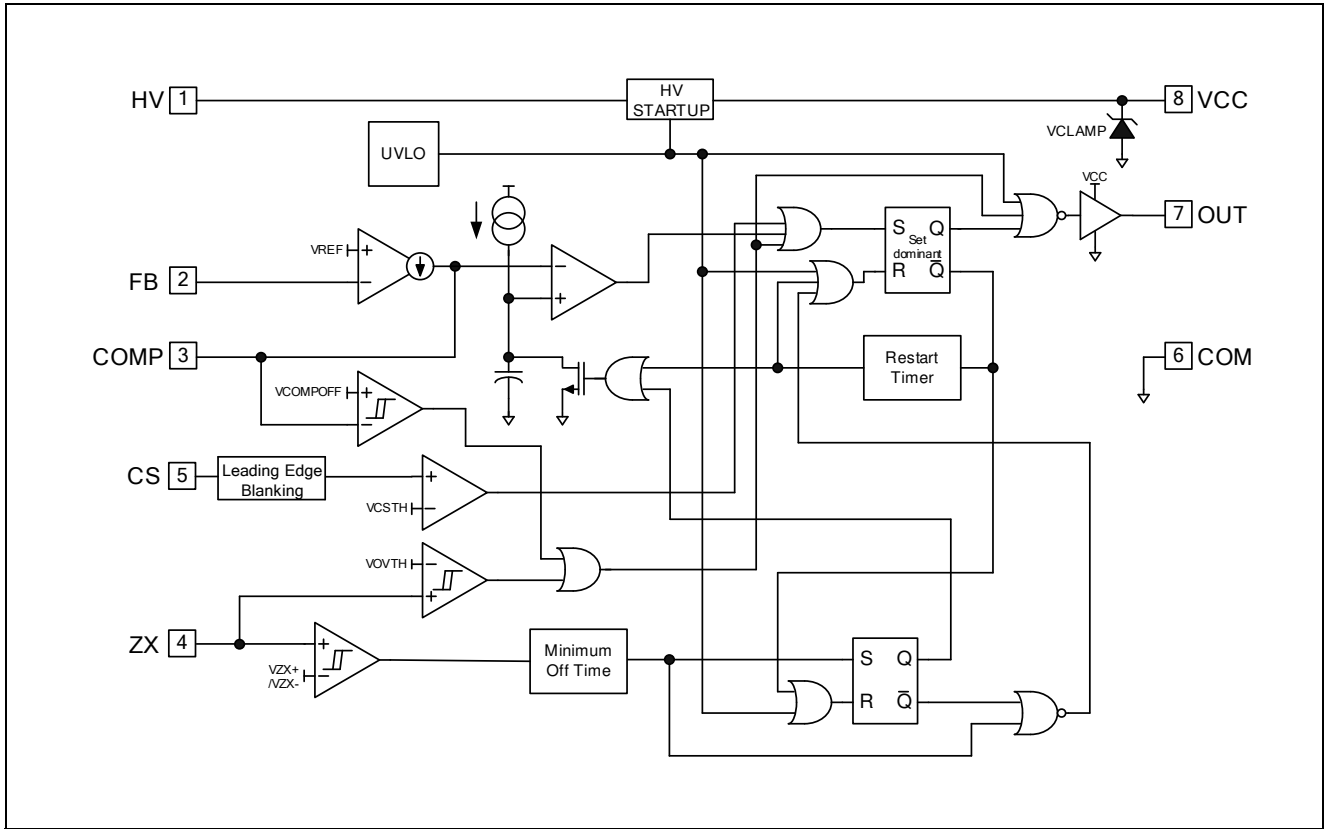 HV 1
HV
STARTUP
8 VCC
VCLAMP
UVLO
VCC
7 OUT
S Q
Set
dominant
R Q̅
VREF + 
−
FB 2
−
+
COMP 3
Restart
Timer
6 COM
VCOMPOFF +
−
CS 5
Leading Edge
Blanking
+
VCSTH −
VOVTH −
+
ZX 4
+
VZX+
/VZX- −
Minimum
Off Time
S Q
R Q̅